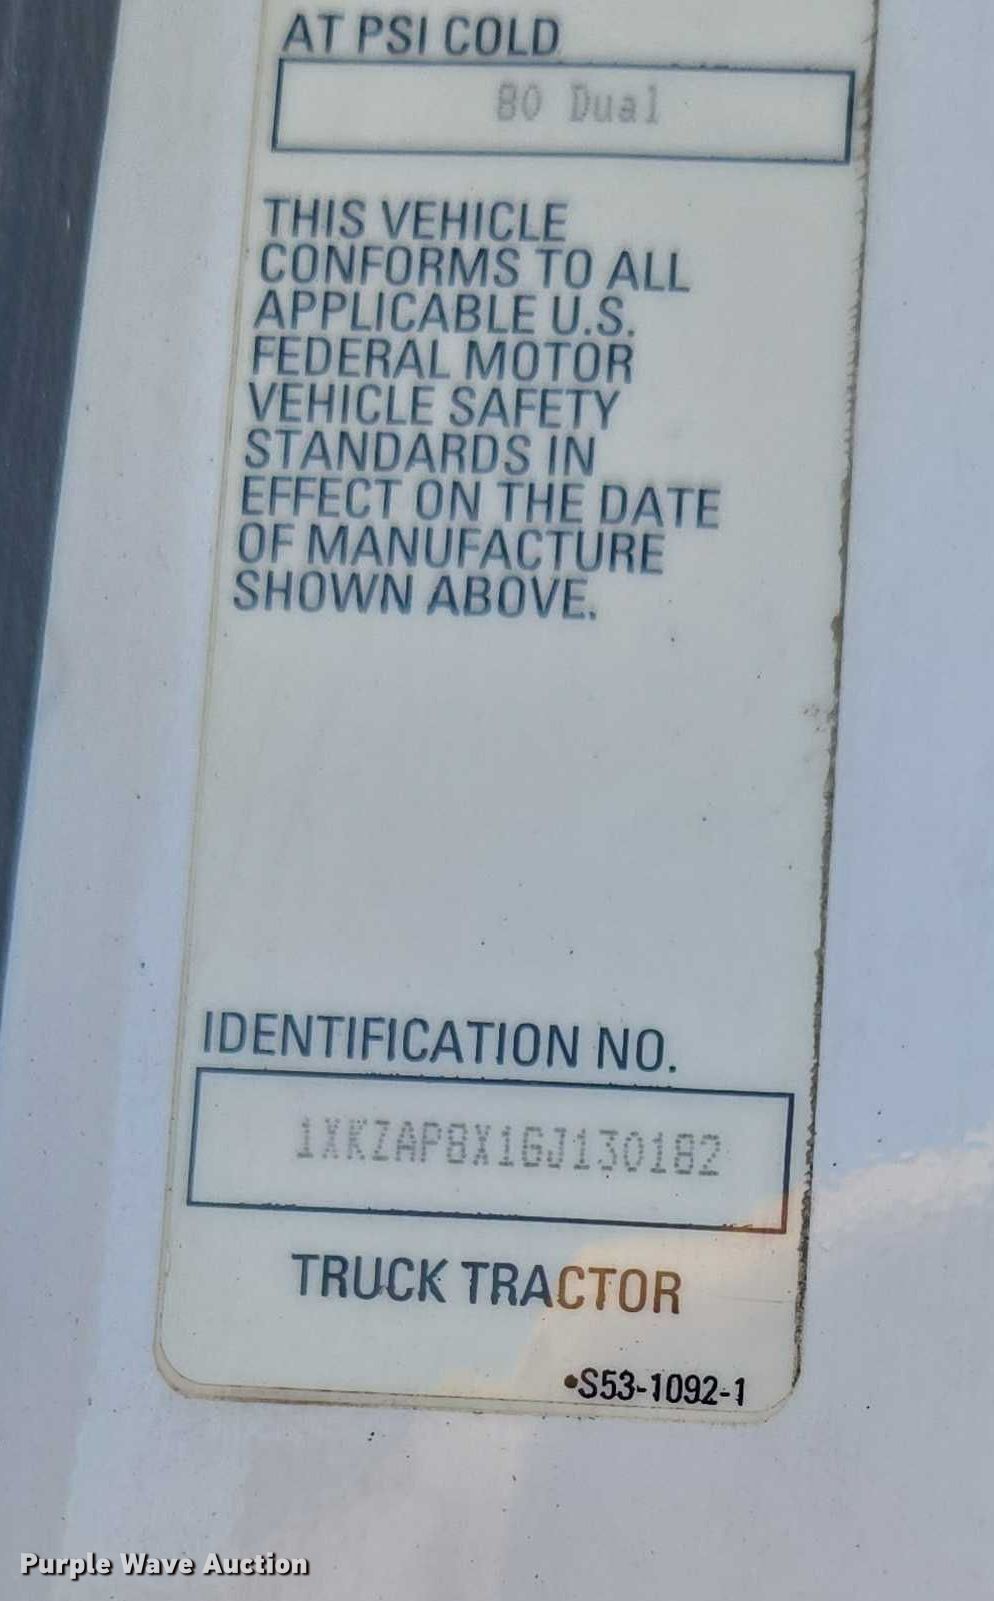 AT PSI COLD
80 Dual
THIS VEHICLE
CONFORMS TO ALL
APPLICABLE U.S.
FEDERAL MOTOR
VEHICLE SAFETY
STANDARDS IN
EFFECT ON THE DATE
OF MANUFACTURE
SHOWN ABOVE.
IDENTIFICATION NO.
1XKZAP8X1GJ130182
TRUCK TRACTOR
•S53-1092-1
Purple Wave Auction